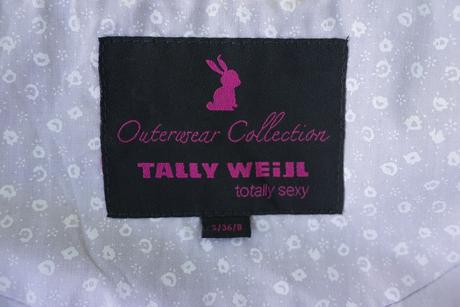 Outerwear Collection
TALLY WEiJL
totally sexy
S/36/8